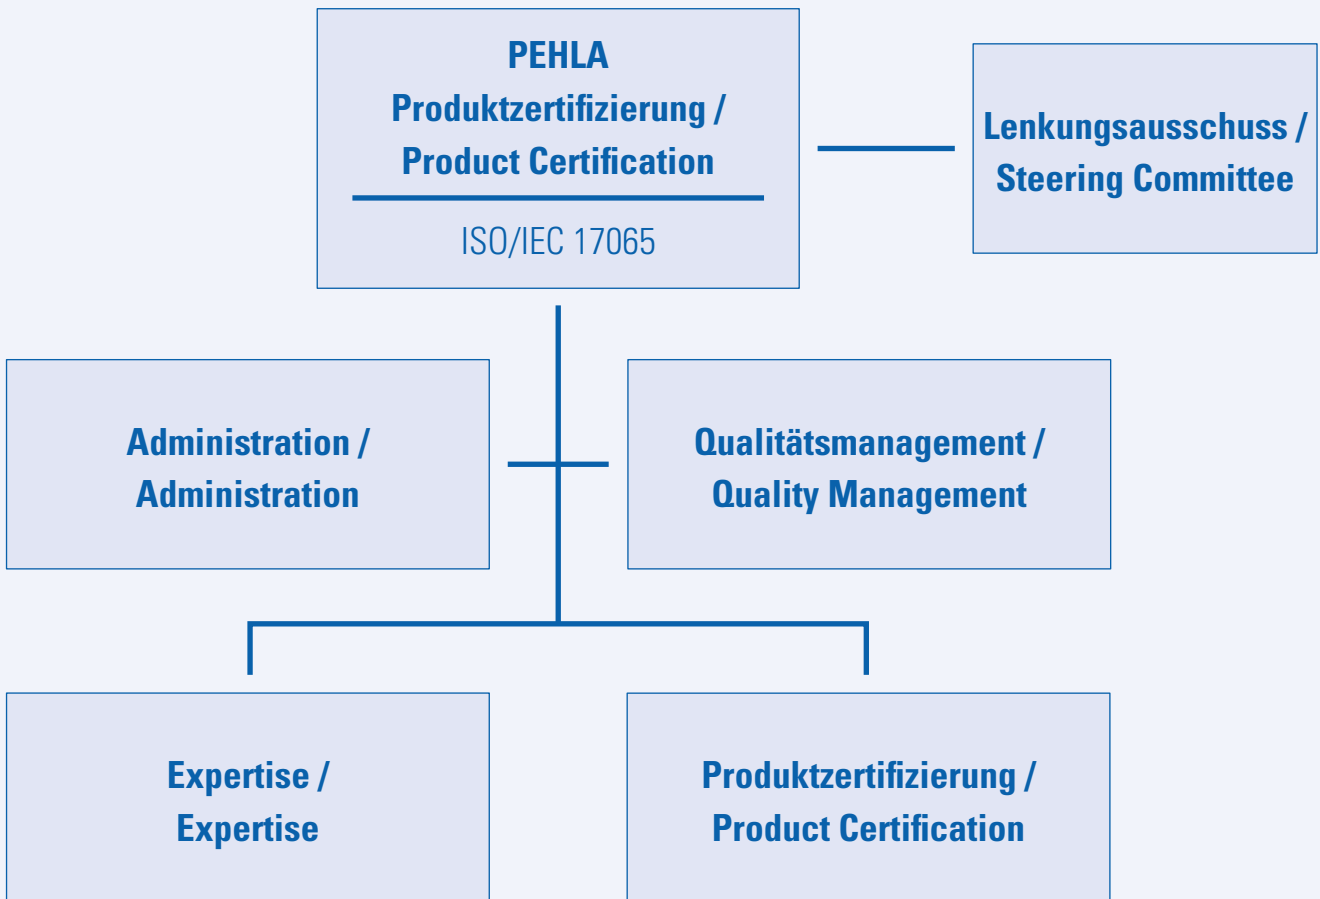 PEHLA
Produktzertifizierung /
Product Certification
ISO/IEC 17065
Lenkungsausschuss /
Steering Committee
Administration /
Administration
Qualitätsmanagement /
Quality Management
Expertise /
Expertise
Produktzertifizierung /
Product Certification